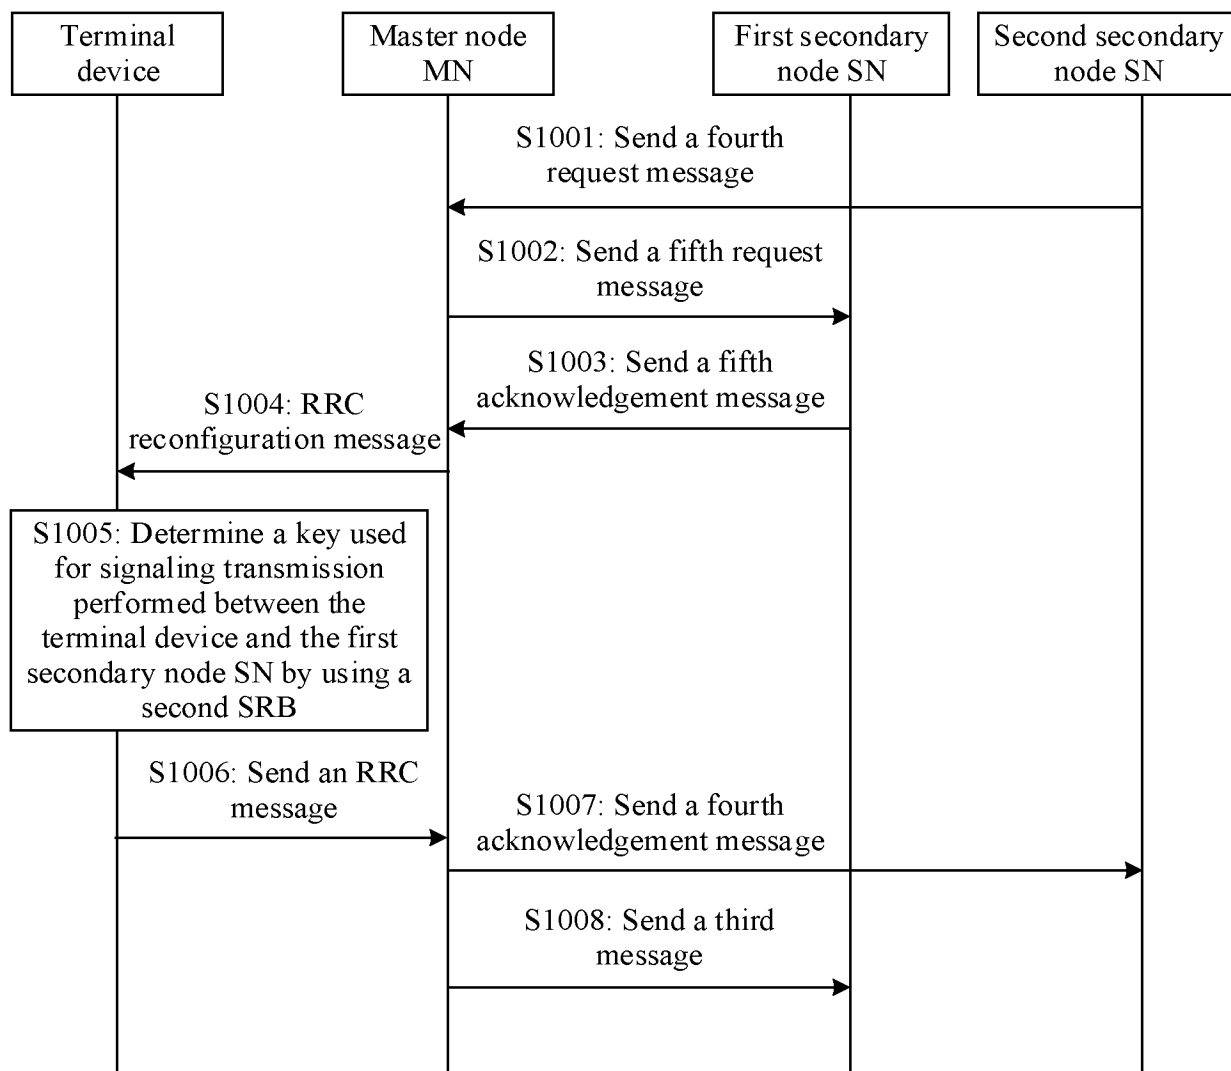 Terminal
device
Master node
MN
First secondary
node SN
Second secondary
node SN
S1001: Send a fourth
request message
S1002: Send a fifth request
message
S1003: Send a fifth
acknowledgement message
S1004: RRC
reconfiguration message
S1005: Determine a key used
for signaling transmission
performed between the
terminal device and the first
secondary node SN by using a
second SRB
S1006: Send an RRC
message
S1007: Send a fourth
acknowledgement message
S1008: Send a third
message